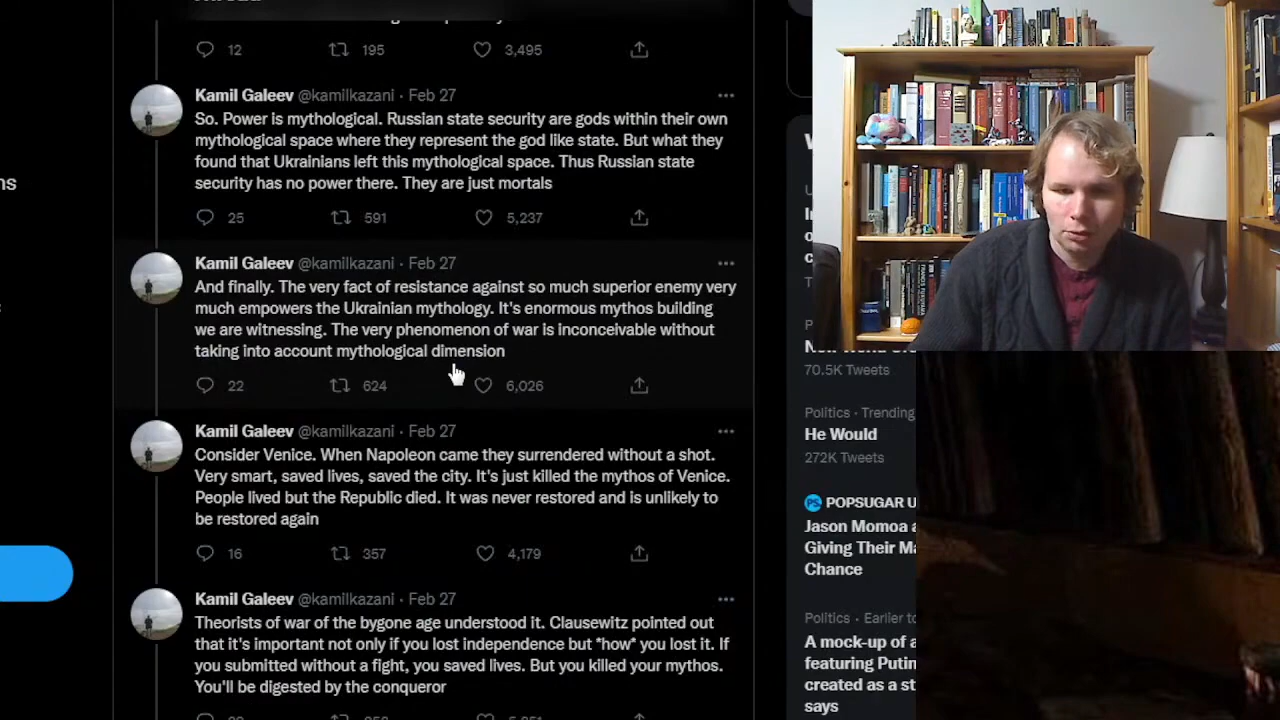 12 195 3,495
Kamil Galeev @kamilkazani · Feb 27
So. Power is mythological. Russian state security are gods within their own
mythological space where they represent the god like state. But what they
found that Ukrainians left this mythological space. Thus Russian state
security has no power there. They are just mortals
25 591 5,237
Kamil Galeev @kamilkazani · Feb 27
And finally. The very fact of resistance against so much superior enemy very
much empowers the Ukrainian mythology. It's enormous mythos building
we are witnessing. The very phenomenon of war is inconceivable without
taking into account mythological dimension
22 624 6,026
Kamil Galeev @kamilkazani · Feb 27
Consider Venice. When Napoleon came they surrendered without a shot.
Very smart, saved lives, saved the city. It's just killed the mythos of Venice.
People lived but the Republic died. It was never restored and is unlikely to
be restored again
16 357 4,179
Kamil Galeev @kamilkazani · Feb 27
Theorists of war of the bygone age understood it. Clausewitz pointed out
that it's important not only if you lost independence but *how* you lost it. If
you submitted without a fight, you saved lives. But you killed your mythos.
You'll be digested by the conqueror
70.5K Tweets
Politics · Trending
He Would
272K Tweets
POPSUGAR
Jason Momoa
Giving Their
Chance
Politics · Earlier
A mock-up of a
featuring Putin
created as a
says